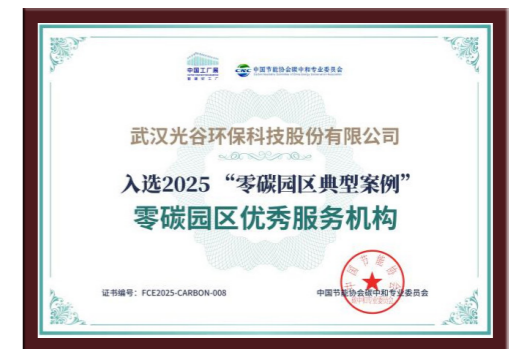 中国工厂展
中国节能协会碳中和专业委员会
武汉光谷环保科技股份有限公司
入选2025“零碳园区典型案例”
零碳园区优秀服务机构
证书编号：FCE2025-CARBON-008
中国节能协会碳中和专业委员会